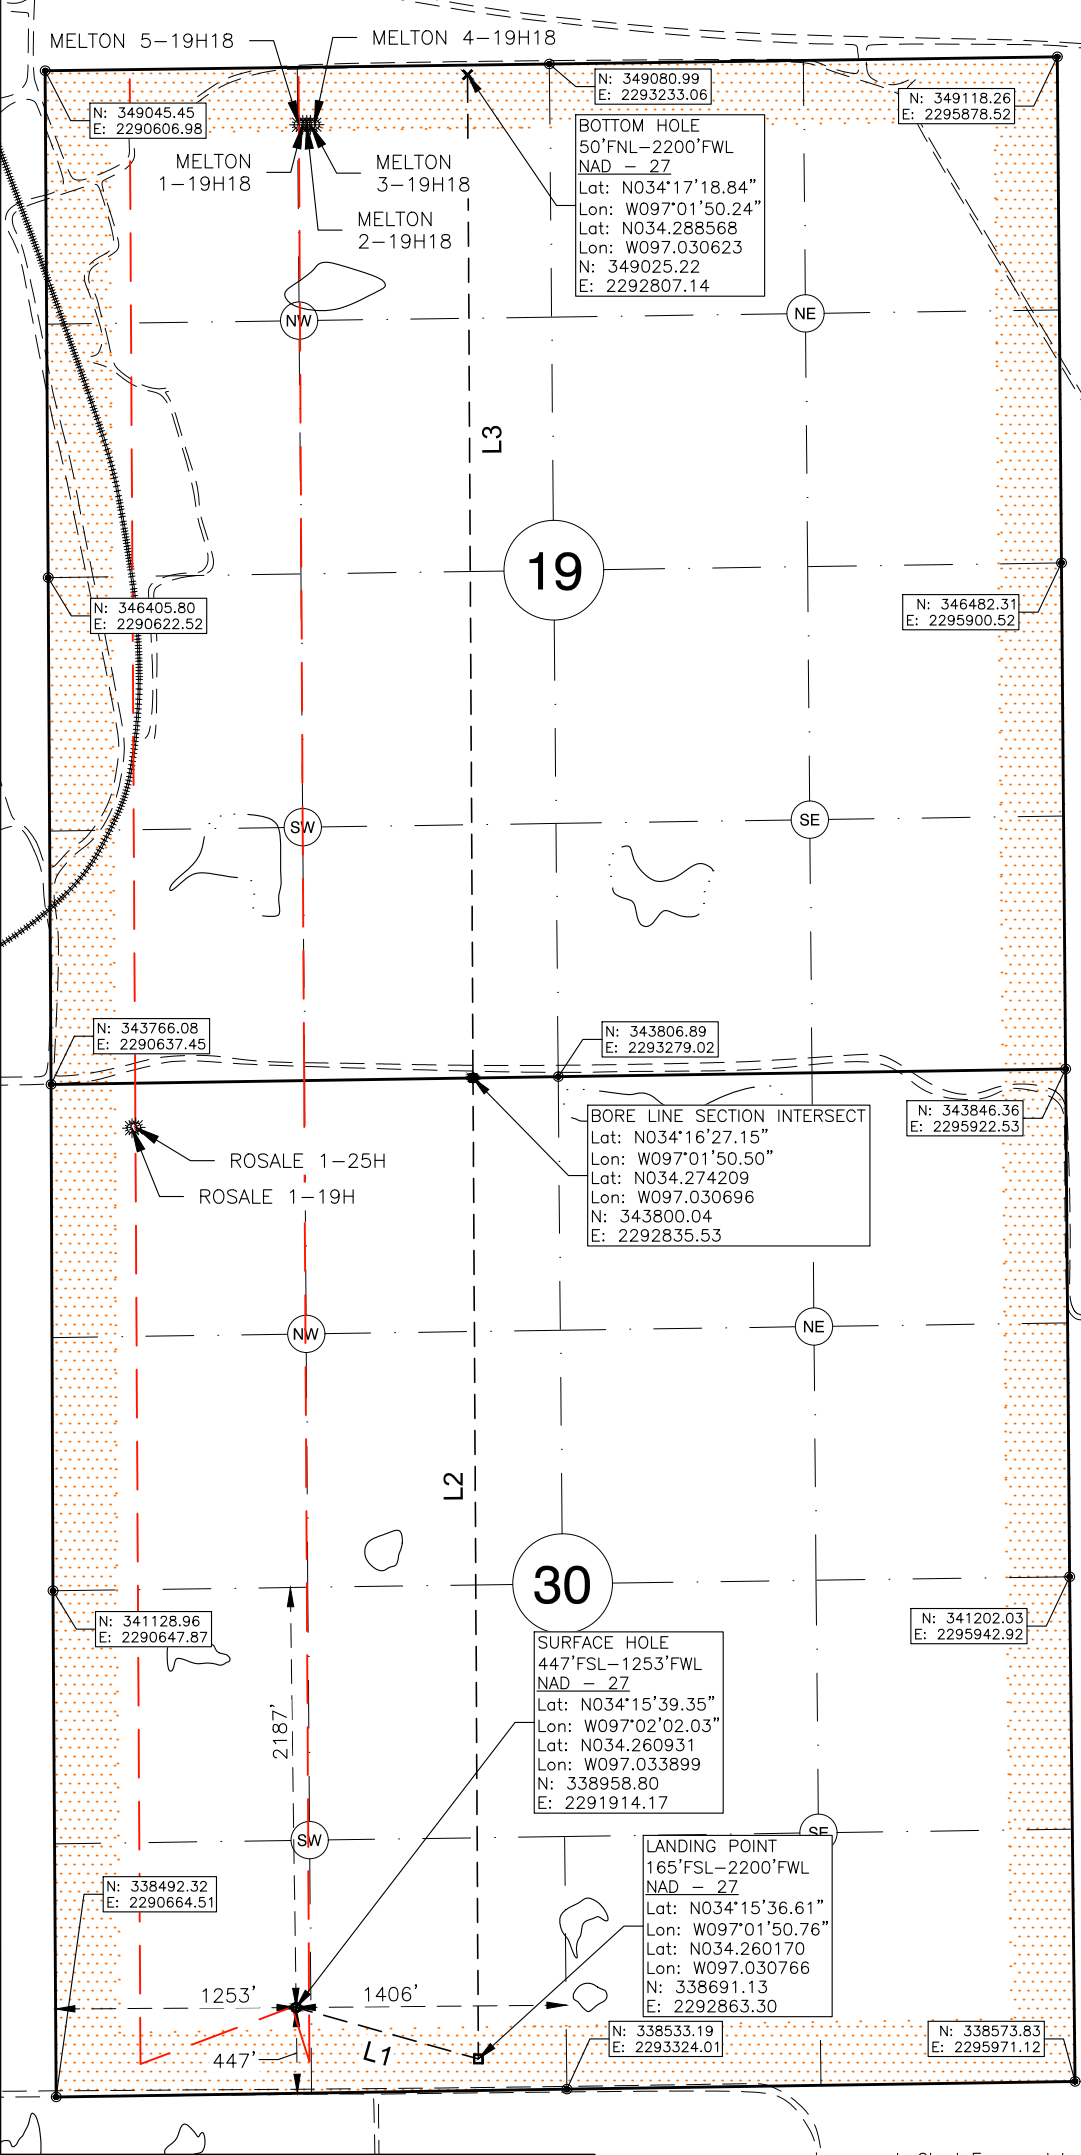 MELTON 5-19H18
MELTON 4-19H18
N: 349045.45
E: 2290606.98
N: 349080.99
E: 2293233.06
N: 349118.26
E: 2295878.52
MELTON
1-19H18
MELTON
3-19H18
MELTON
2-19H18
BOTTOM HOLE
50'FNL-2200'FWL
NAD - 27
Lat: N034°17'18.84"
Lon: W097°01'50.24"
Lat: N034.288568
Lon: W097.030623
N: 349025.22
E: 2292807.14
NW
NE
L3
19
N: 346405.80
E: 2290622.52
N: 346482.31
E: 2295900.52
SW
SE
N: 343766.08
E: 2290637.45
N: 343806.89
E: 2293279.02
N: 343846.36
E: 2295922.53
BORE LINE SECTION INTERSECT
Lat: N034°16'27.15"
Lon: W097°01'50.50"
Lat: N034.274209
Lon: W097.030696
N: 343800.04
E: 2292835.53
ROSALE 1-25H
ROSALE 1-19H
NW
NE
L2
30
N: 341128.96
E: 2290647.87
N: 341202.03
E: 2295942.92
SURFACE HOLE
447'FSL-1253'FWL
NAD - 27
Lat: N034°15'39.35"
Lon: W097°02'02.03"
Lat: N034.260931
Lon: W097.033899
N: 338958.80
E: 2291914.17
2187'
SW
SE
LANDING POINT
165'FSL-2200'FWL
NAD - 27
Lat: N034°15'36.61"
Lon: W097°01'50.76"
Lat: N034.260170
Lon: W097.030766
N: 338691.13
E: 2292863.30
N: 338492.32
E: 2290664.51
1253'
1406'
447'
L1
N: 338533.19
E: 2293324.01
N: 338573.83
E: 2295971.12